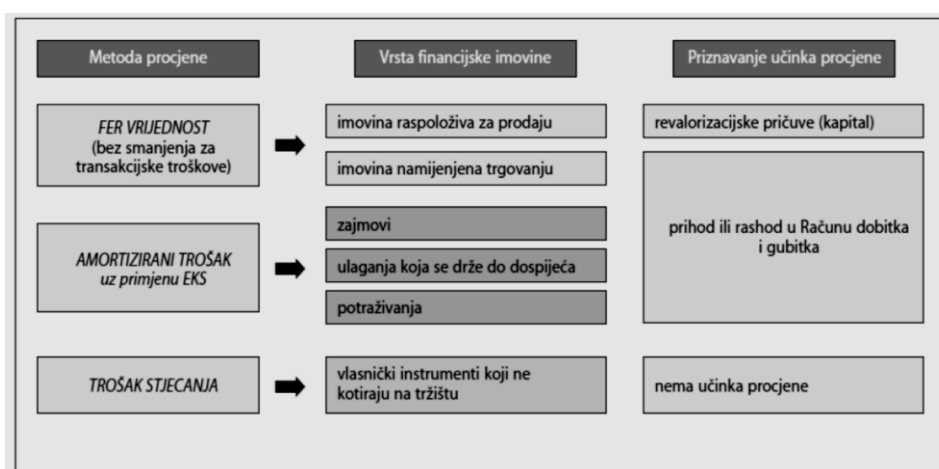 Metoda procjene
Vrsta financijske imovine
Priznavanje učinka procjene
FER VRIJEDNOST
(bez smanjenja za
transakcijske troškove)
imovina raspoloživa za prodaju
imovina namijenjena trgovanju
revalorizacijske pričuve (kapital)
prihod ili rashod u Računu dobitka
i gubitka
AMORTIZIRANI TROŠAK
uz primjenu EKS
zajmovi
ulaganja koja se drže do dospijeća
potraživanja
TROŠAK STJECANJA
vlasnički instrumenti koji ne
kotiraju na tržištu
nema učinka procjene